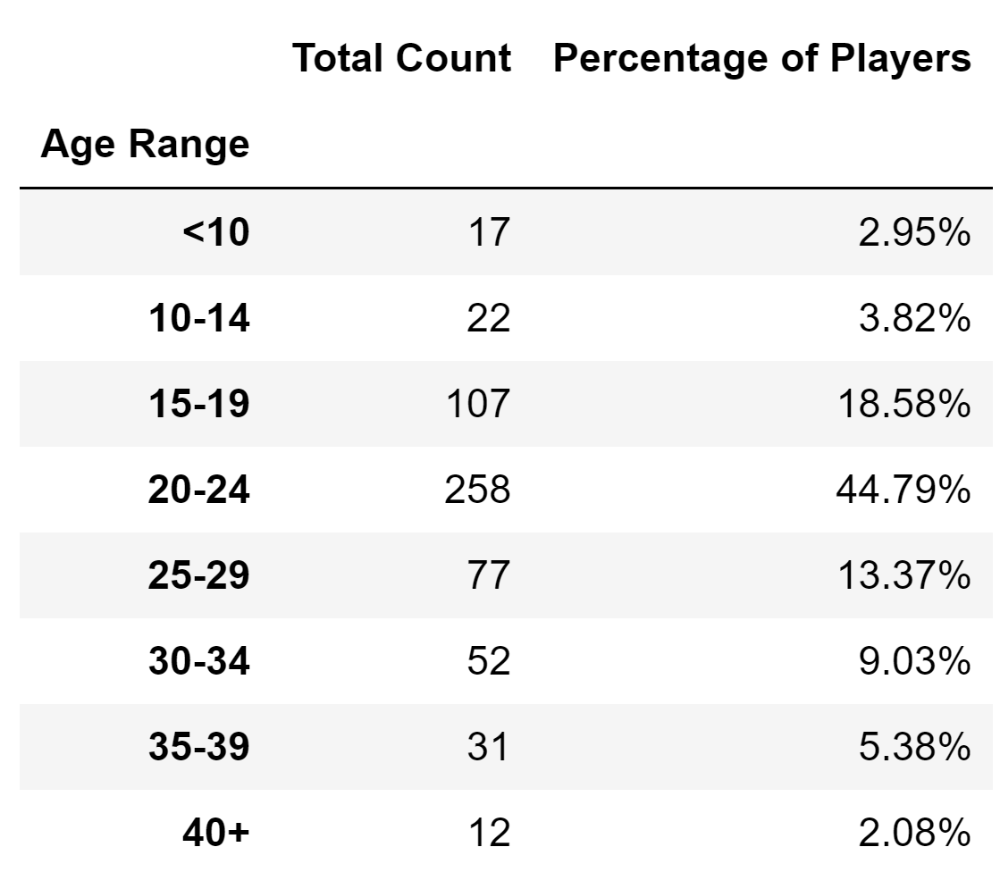 Total Count Percentage of Players
Age Range
<10 17 2.95%
10-14 22 3.82%
15-19 107 18.58%
20-24 258 44.79%
25-29 77 13.37%
30-34 52 9.03%
35-39 31 5.38%
40+ 12 2.08%